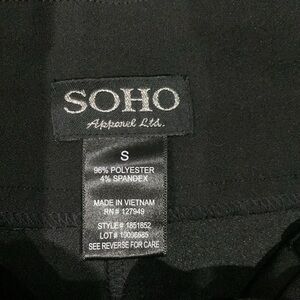 SOHO
Apparel Ltd.
S
96% POLYESTER
4% SPANDEX
MADE IN VIETNAM
RN# 127949
STYLE# 1851852
LOT# 10006685
SEE REVERSE FOR CARE